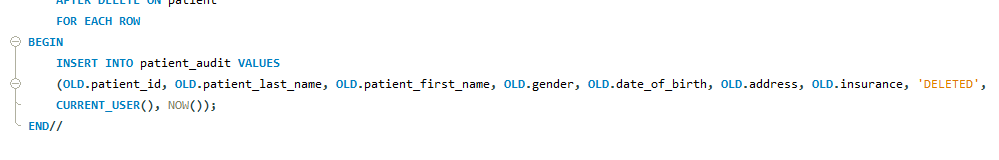 AFTER DELETE ON patient
FOR EACH ROW
BEGIN
INSERT INTO patient_audit VALUES
(OLD.patient_id, OLD.patient_last_name, OLD.patient_first_name, OLD.gender, OLD.date_of_birth, OLD.address, OLD.insurance, 'DELETED',
CURRENT_USER(), NOW());
END//